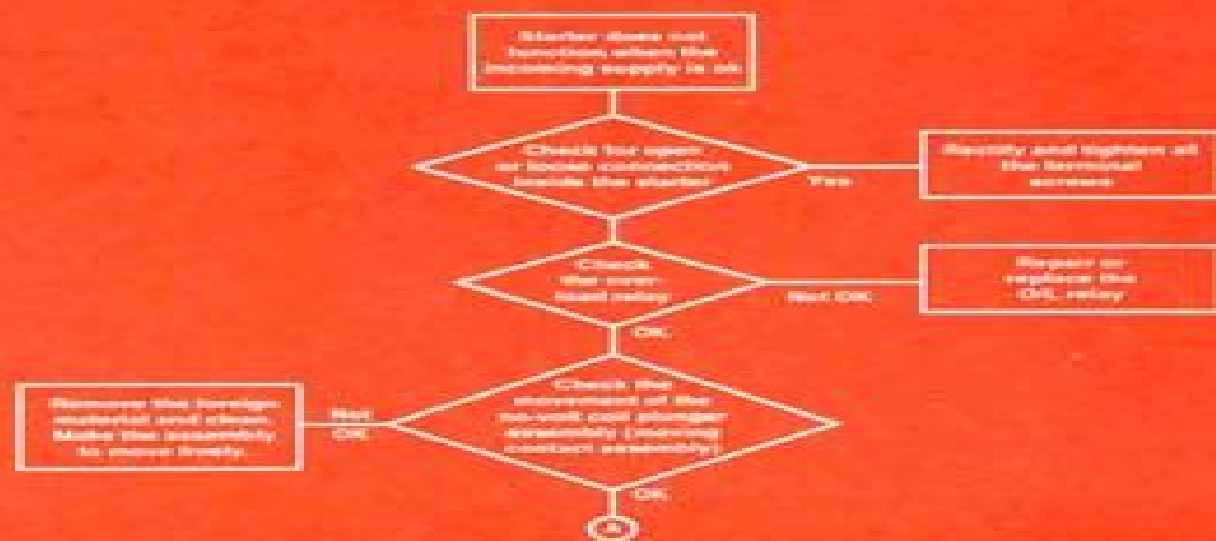 Starter does not
function when the
incoming supply is ok
Check for open
or loose connection
inside the starter
Yes
Rectify and tighten all
the terminal
screws
Check
the over-
load relay
Not OK
Repair or
replace the
O/L relay
OK
Check the
movement of the
no-volt coil plunger
assembly (moving
contact assembly)
Not
OK
Remove the foreign
material and clean.
Make the assembly
to move freely.
OK
A